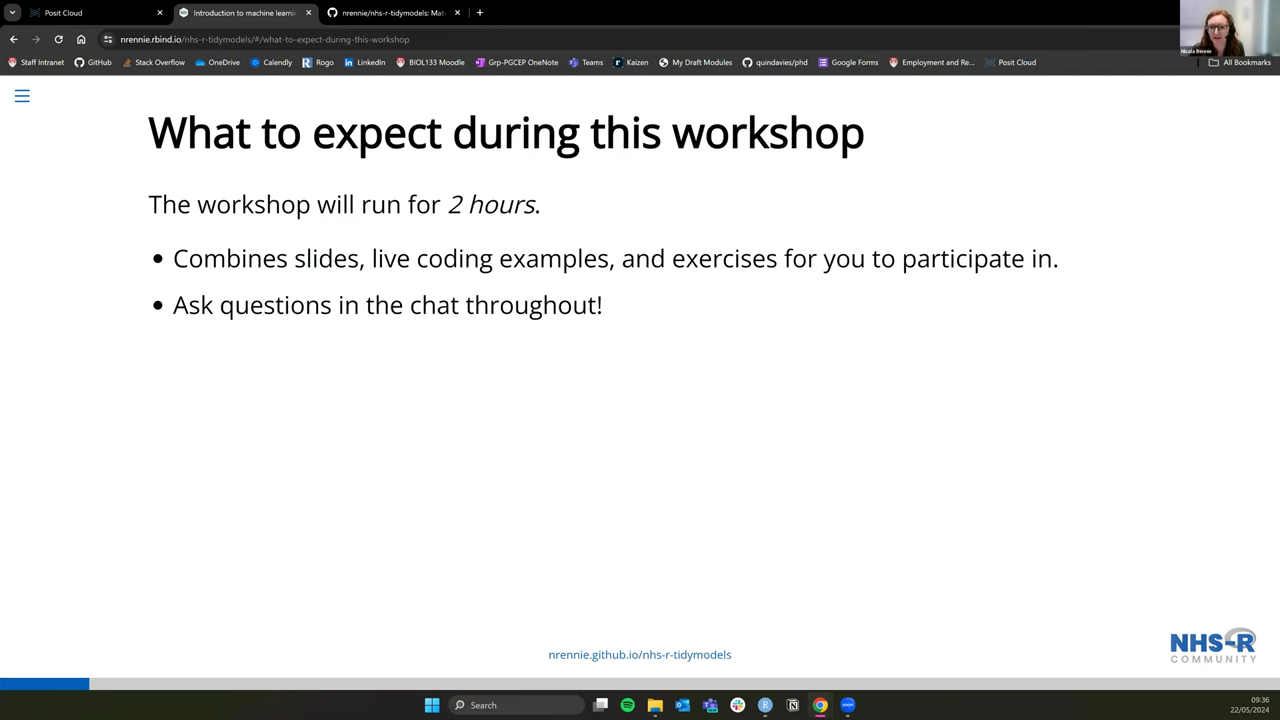 Posit Cloud
Introduction to machine learni
nrennie/nhs-r-tidymodels: Mat
nrennie.rbind.io/nhs-r-tidymodels/#/what-to-expect-during-this-workshop
Staff Intranet GitHub Stack Overflow OneDrive Calendly Rogo LinkedIn BIOL133 Moodle Grp-PGCEP OneNote Teams Kaizen My Draft Modules quindavies/phd Google Forms Employment and Re... Posit Cloud All Bookmarks
Nicola Rennie
What to expect during this workshop
The workshop will run for 2 hours.
• Combines slides, live coding examples, and exercises for you to participate in.
• Ask questions in the chat throughout!
nrennie.github.io/nhs-r-tidymodels
NHS-R
COMMUNITY
Search
09:36
22/05/2024